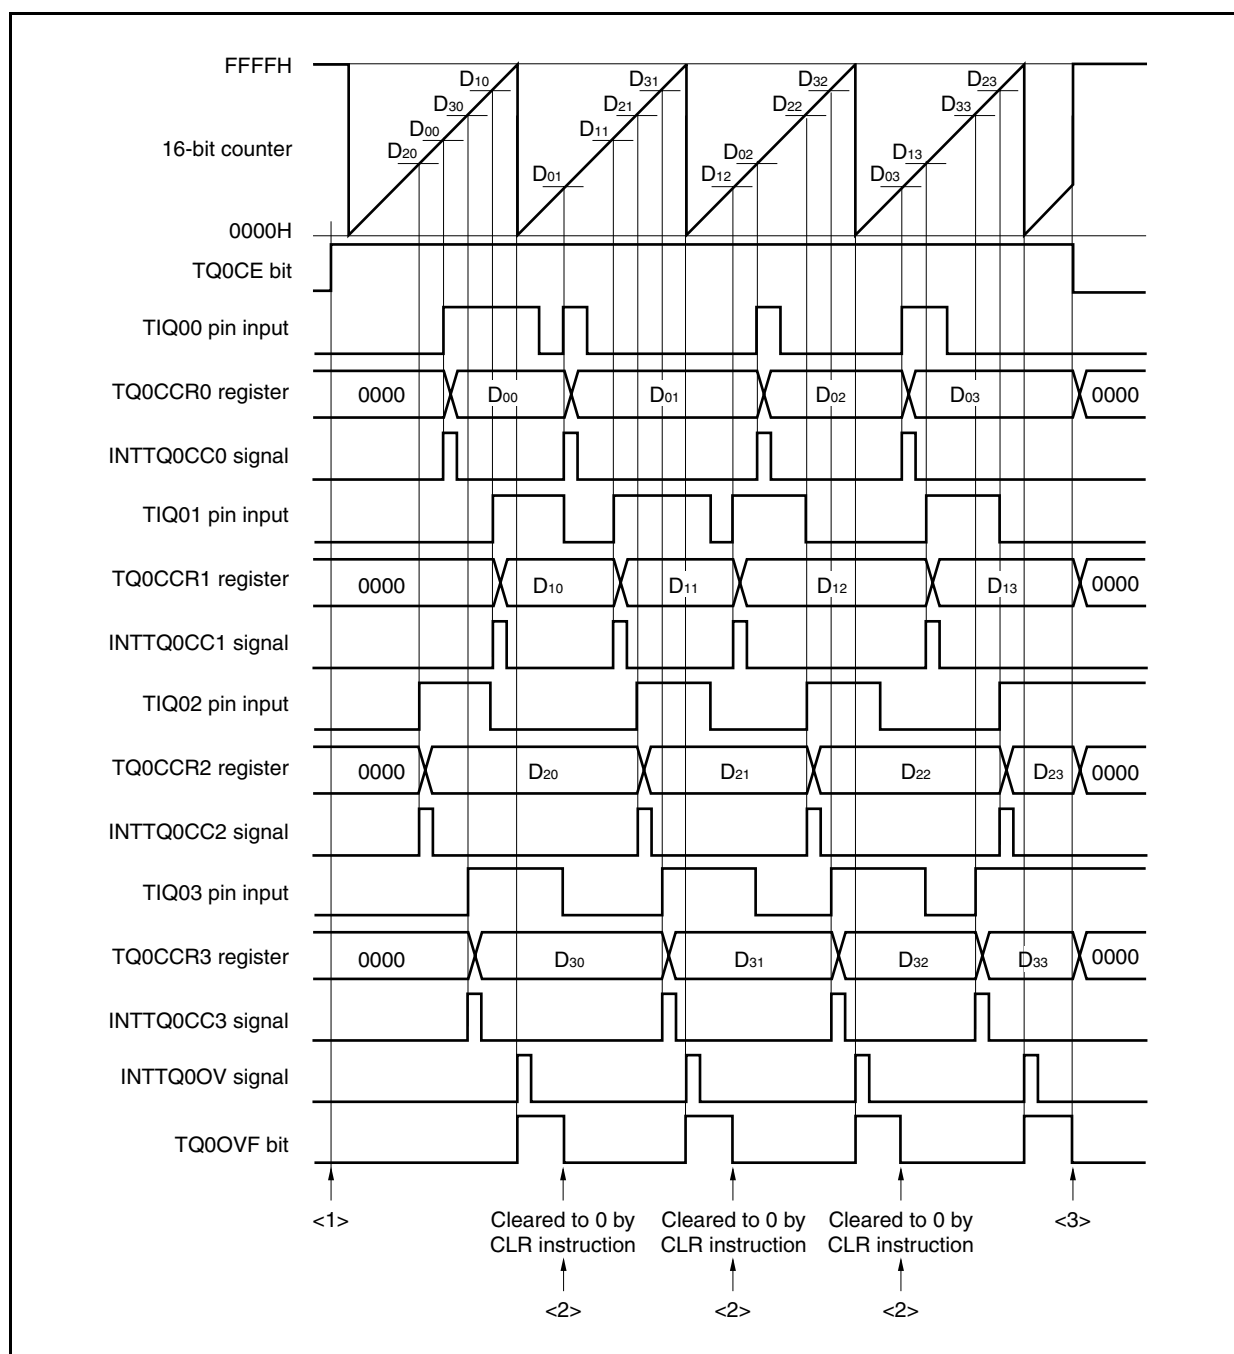 FFFFH
D10
D31
D32
D23
D30
D21
D22
D33
D00
D11
16-bit counter
D20
D02
D13
D01
D12
D03
0000H
TQ0CE bit
TIQ00 pin input
TQ0CCR0 register
0000
D00
D01
D02
D03
0000
INTTQ0CC0 signal
TIQ01 pin input
TQ0CCR1 register
0000
D10
D11
D12
D13
0000
INTTQ0CC1 signal
TIQ02 pin input
TQ0CCR2 register
0000
D20
D21
D22
D23
0000
INTTQ0CC2 signal
TIQ03 pin input
TQ0CCR3 register
0000
D30
D31
D32
D33
0000
INTTQ0CC3 signal
INTTQ0OV signal
TQ0OVF bit
<1>
Cleared to 0 by
CLR instruction
<2>
Cleared to 0 by
CLR instruction
<2>
Cleared to 0 by
CLR instruction
<2>
<3>